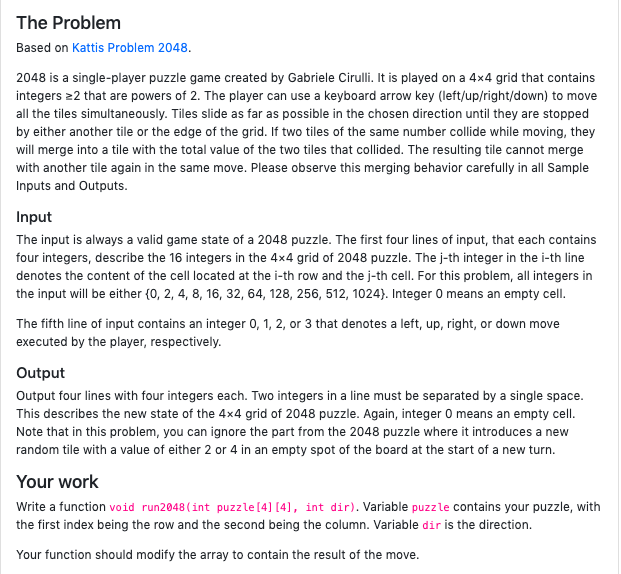 The Problem
Based on Kattis Problem 2048.
2048 is a single-player puzzle game created by Gabriele Cirulli. It is played on a 4×4 grid that contains
integers ≥2 that are powers of 2. The player can use a keyboard arrow key (left/up/right/down) to move
all the tiles simultaneously. Tiles slide as far as possible in the chosen direction until they are stopped
by either another tile or the edge of the grid. If two tiles of the same number collide while moving, they
will merge into a tile with the total value of the two tiles that collided. The resulting tile cannot merge
with another tile again in the same move. Please observe this merging behavior carefully in all Sample
Inputs and Outputs.
Input
The input is always a valid game state of a 2048 puzzle. The first four lines of input, that each contains
four integers, describe the 16 integers in the 4×4 grid of 2048 puzzle. The j-th integer in the i-th line
denotes the content of the cell located at the i-th row and the j-th cell. For this problem, all integers in
the input will be either {0, 2, 4, 8, 16, 32, 64, 128, 256, 512, 1024}. Integer 0 means an empty cell.
The fifth line of input contains an integer 0, 1, 2, or 3 that denotes a left, up, right, or down move
executed by the player, respectively.
Output
Output four lines with four integers each. Two integers in a line must be separated by a single space.
This describes the new state of the 4×4 grid of 2048 puzzle. Again, integer 0 means an empty cell.
Note that in this problem, you can ignore the part from the 2048 puzzle where it introduces a new
random tile with a value of either 2 or 4 in an empty spot of the board at the start of a new turn.
Your work
Write a function void run2048(int puzzle[4][4], int dir). Variable puzzle contains your puzzle, with
the first index being the row and the second being the column. Variable dir is the direction.
Your function should modify the array to contain the result of the move.